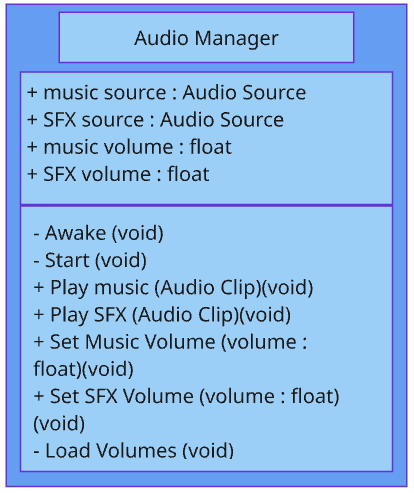 Audio Manager
+ music source : Audio Source
+ SFX source : Audio Source
+ music volume : float
+ SFX volume : float
- Awake (void)
- Start (void)
+ Play music (Audio Clip)(void)
+ Play SFX (Audio Clip)(void)
+ Set Music Volume (volume :
float)(void)
+ Set SFX Volume (volume : float)
(void)
- Load Volumes (void)